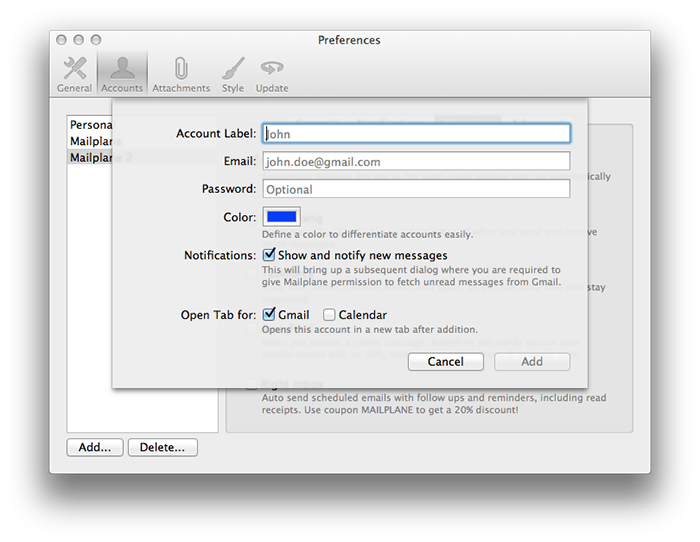 Preferences
General Accounts Attachments Style Update
Personal
Mailplane
Mailplane 2
Account Label: John
Email: john.doe@gmail.com
Password: Optional
Color:
Define a color to differentiate accounts easily.
Notifications: Show and notify new messages
This will bring up a subsequent dialog where you are required to
give Mailplane permission to fetch unread messages from Gmail.
Open Tab for: Gmail Calendar
Opens this account in a new tab after addition.
Cancel Add
Right Inbox
Auto send scheduled emails with follow ups and reminders, including read
receipts. Use coupon MAILPLANE to get a 20% discount!
Add... Delete...